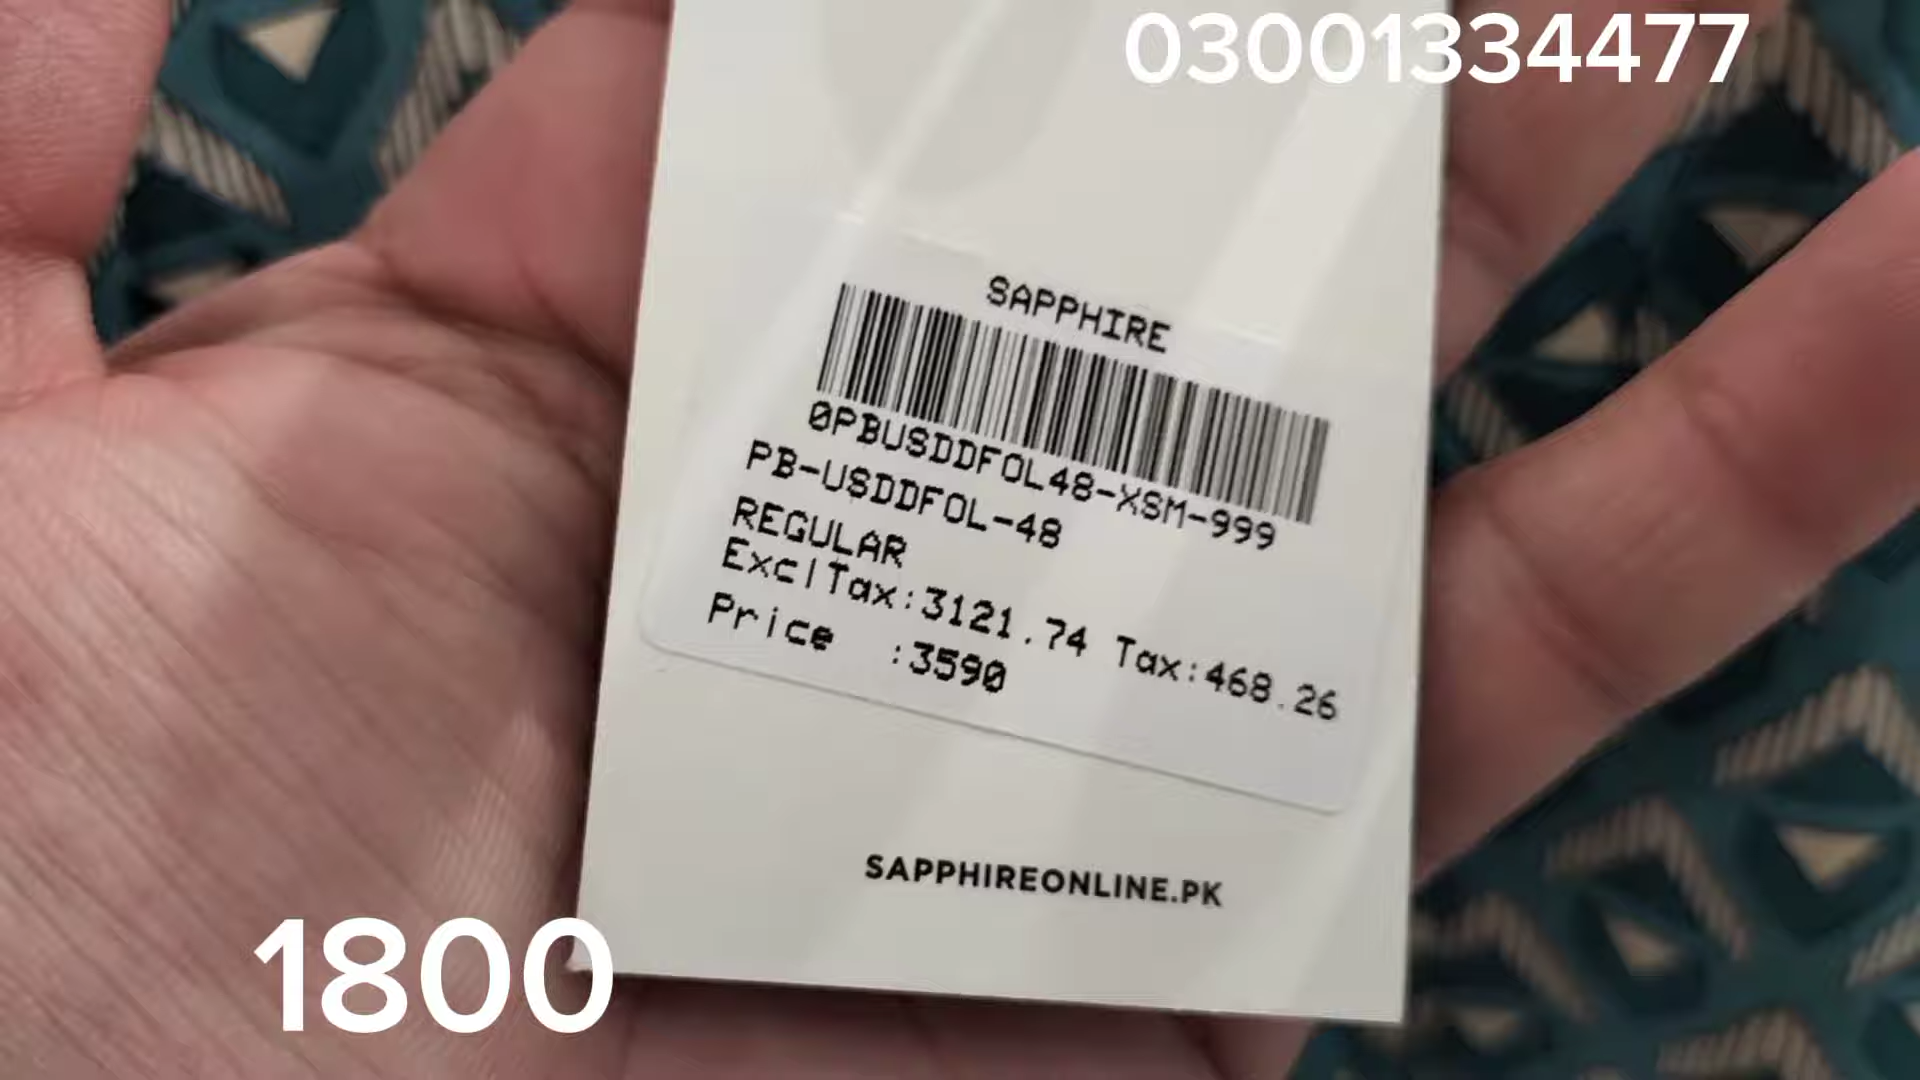 03001334477
SAPPHIRE
0PBUSDDFOL48-XSM-999
PB-USDDFOL-48
REGULAR
ExclTax:3121.74 Tax:468.26
Price :3590
SAPPHIREONLINE.PK
1800